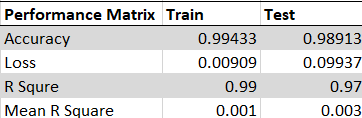 Performance Matrix Train Test
Accuracy 0.99433 0.98913
Loss 0.00909 0.09937
R Squre 0.99 0.97
Mean R Square 0.001 0.003